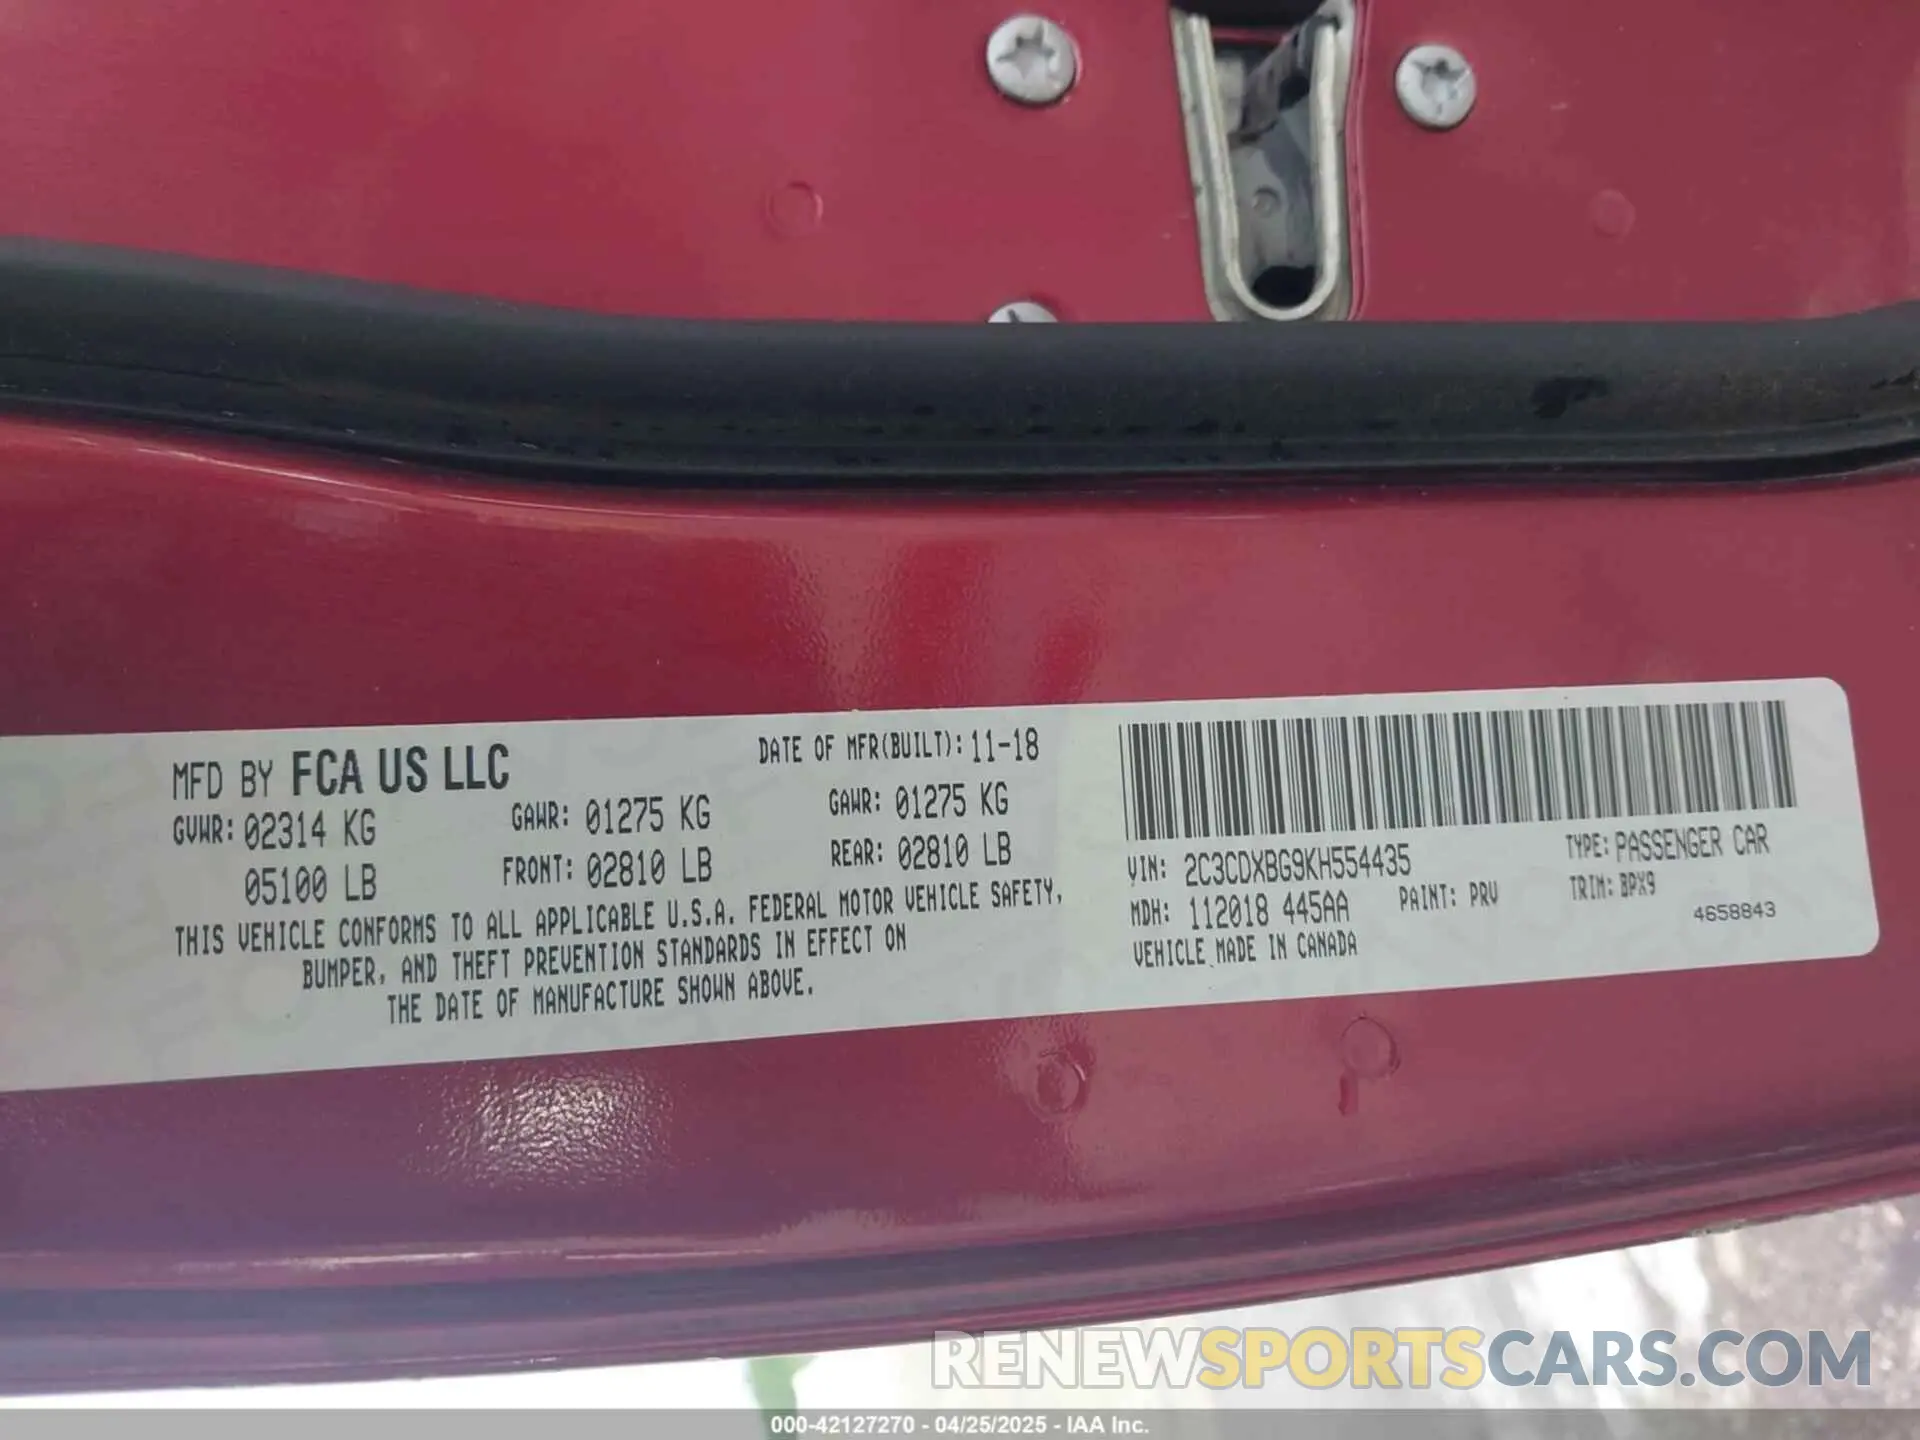 MFD BY FCA US LLC
DATE OF MFR(BUILT): 11-18
GVWR: 02314 KG
GAWR: 01275 KG
GAWR: 01275 KG
05100 LB
FRONT: 02810 LB
REAR: 02810 LB
THIS VEHICLE CONFORMS TO ALL APPLICABLE U.S.A. FEDERAL MOTOR VEHICLE SAFETY,
BUMPER, AND THEFT PREVENTION STANDARDS IN EFFECT ON
THE DATE OF MANUFACTURE SHOWN ABOVE.
VIN: 2C3CDXBG9KH554435
TYPE: PASSENGER CAR
MDH: 112018 445AA
PAINT: PRV
TRIM: BPX9
VEHICLE MADE IN CANADA
4658843
RENEWSPORTSCARS.COM
000-42127270 - 04/25/2025 - IAA Inc.